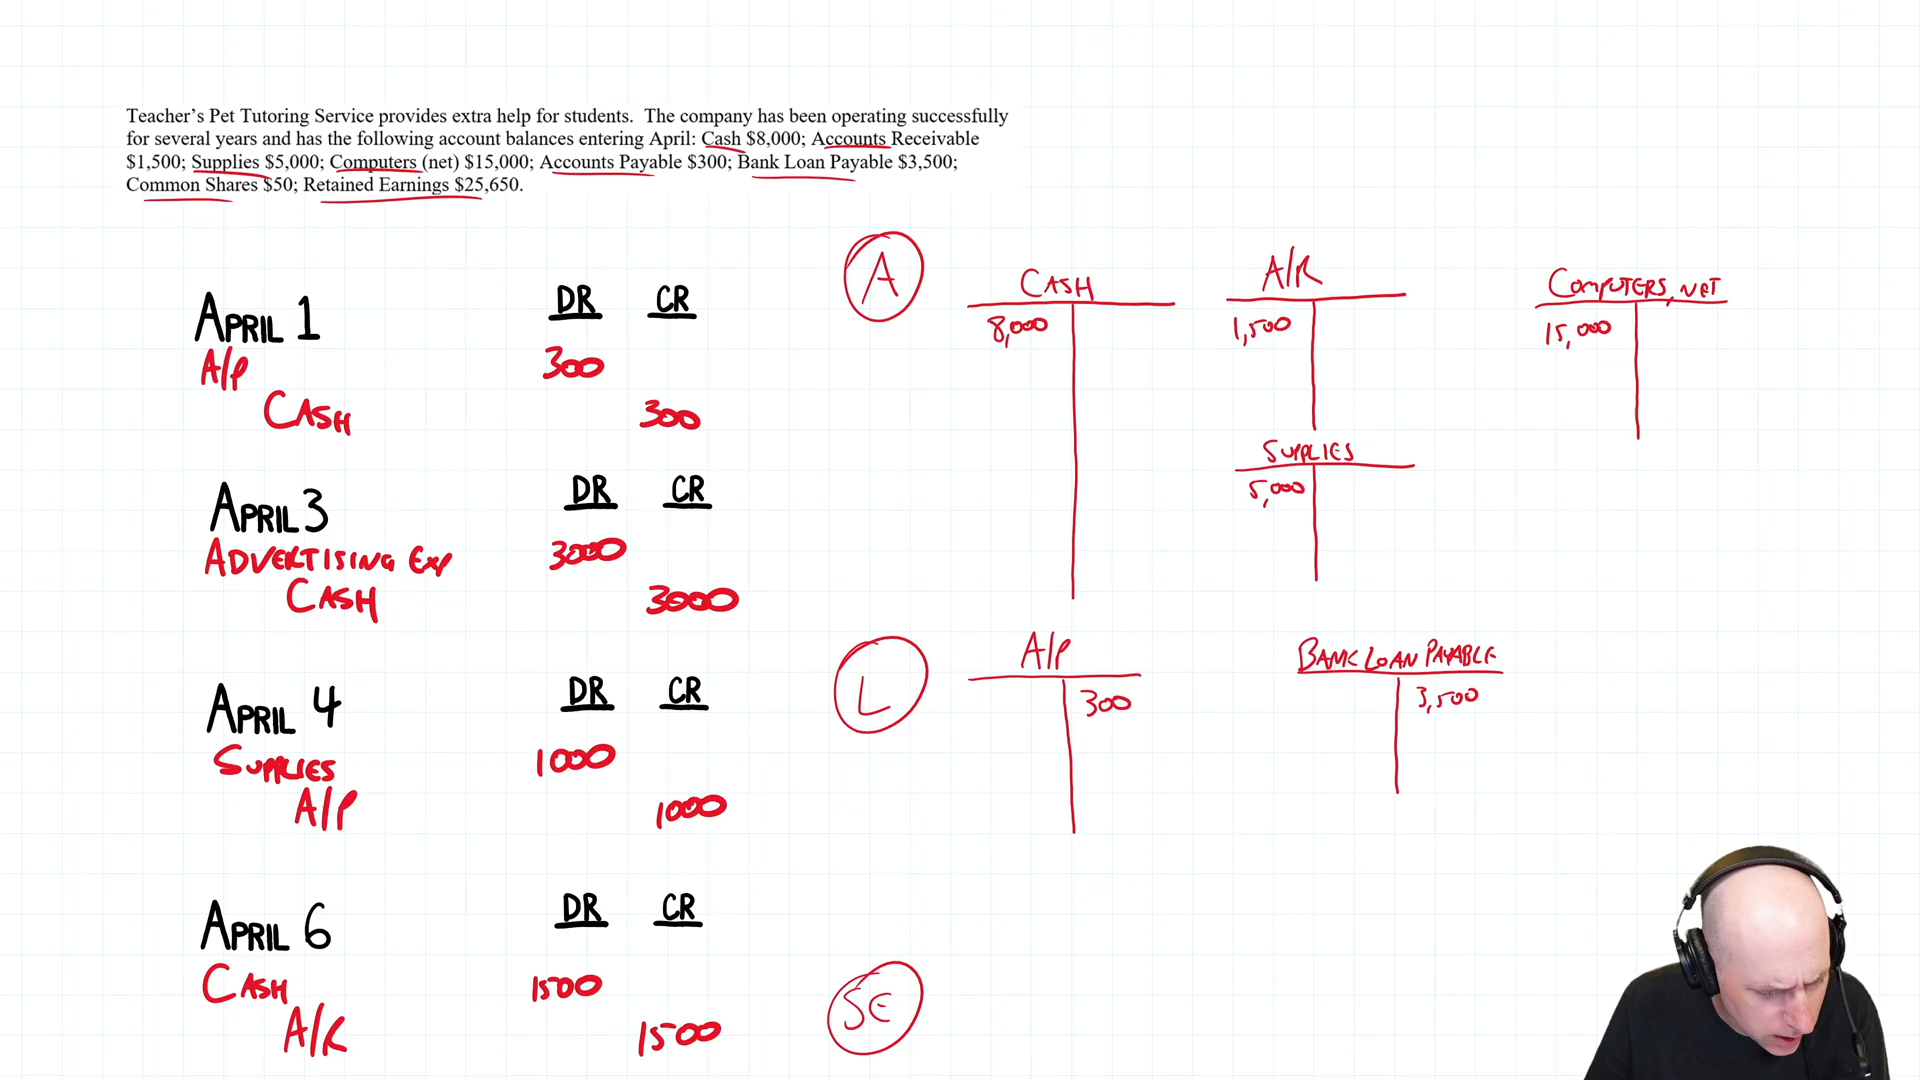 Teacher's Pet Tutoring Service provides extra help for students. The company has been operating successfully
for several years and has the following account balances entering April: Cash $8,000; Accounts Receivable
$1,500; Supplies $5,000; Computers (net) $15,000; Accounts Payable $300; Bank Loan Payable $3,500;
Common Shares $50; Retained Earnings $25,650.
APRIL 1 DR CR
A/P 300
CASH 300
APRIL 3 DR CR
ADVERTISING EXP 3000
CASH 3000
APRIL 4 DR CR
SUPPLIES 1000
A/P 1000
APRIL 6 DR CR
CASH 1500
A/R 1500
A
CASH
8,000
A/R
1,500
COMPUTERS, NET
15,000
SUPPLIES
5,000
L
A/P
300
BANK LOAN PAYABLE
3,500
SE